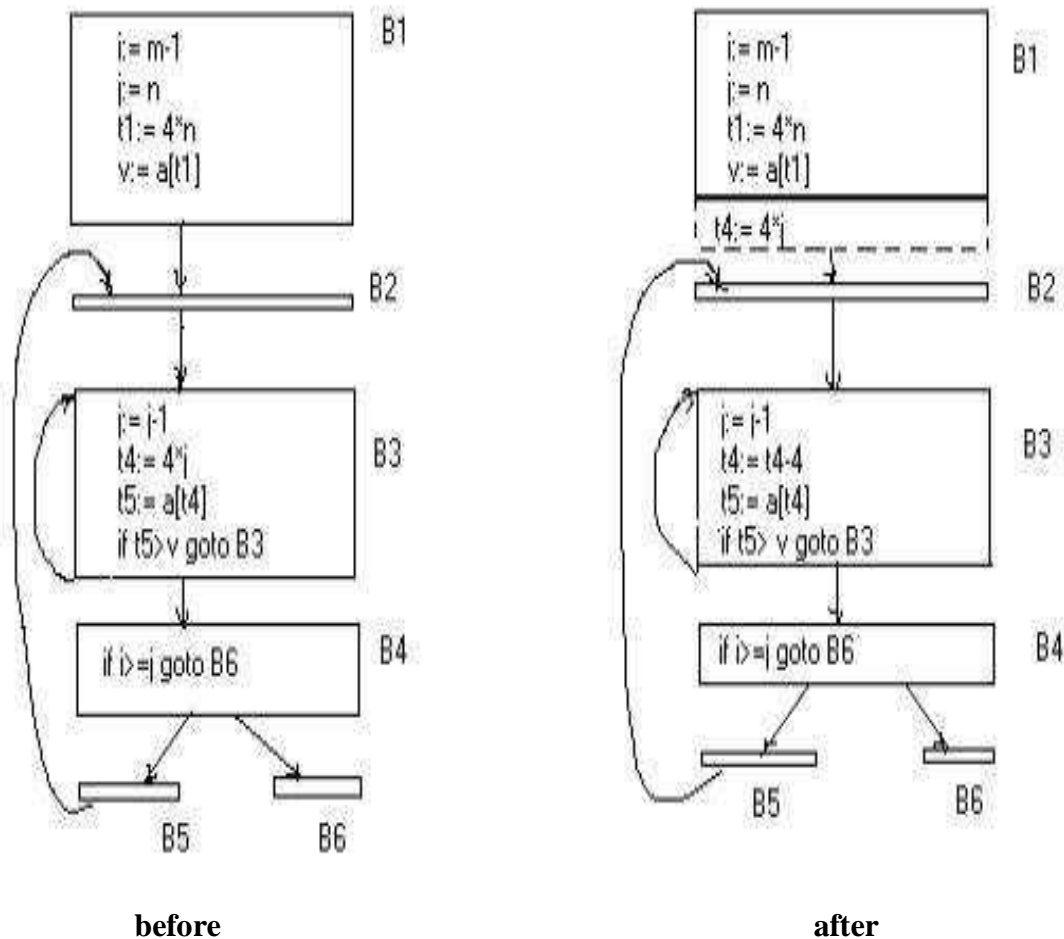 B1
i:= m-1
j:= n
t1:= 4*n
v:= a[t1]
B2
j:= j-1
t4:= 4*j
t5:= a[t4]
if t5> v goto B3
B3
if i>=j goto B6
B4
B5
B6
before
B1
i:= m-1
j:= n
t1:= 4*n
v:= a[t1]
t4:= 4*j
B2
j:= j-1
t4:= t4-4
t5:= a[t4]
if t5> v goto B3
B3
if i>=j goto B6
B4
B5
B6
after